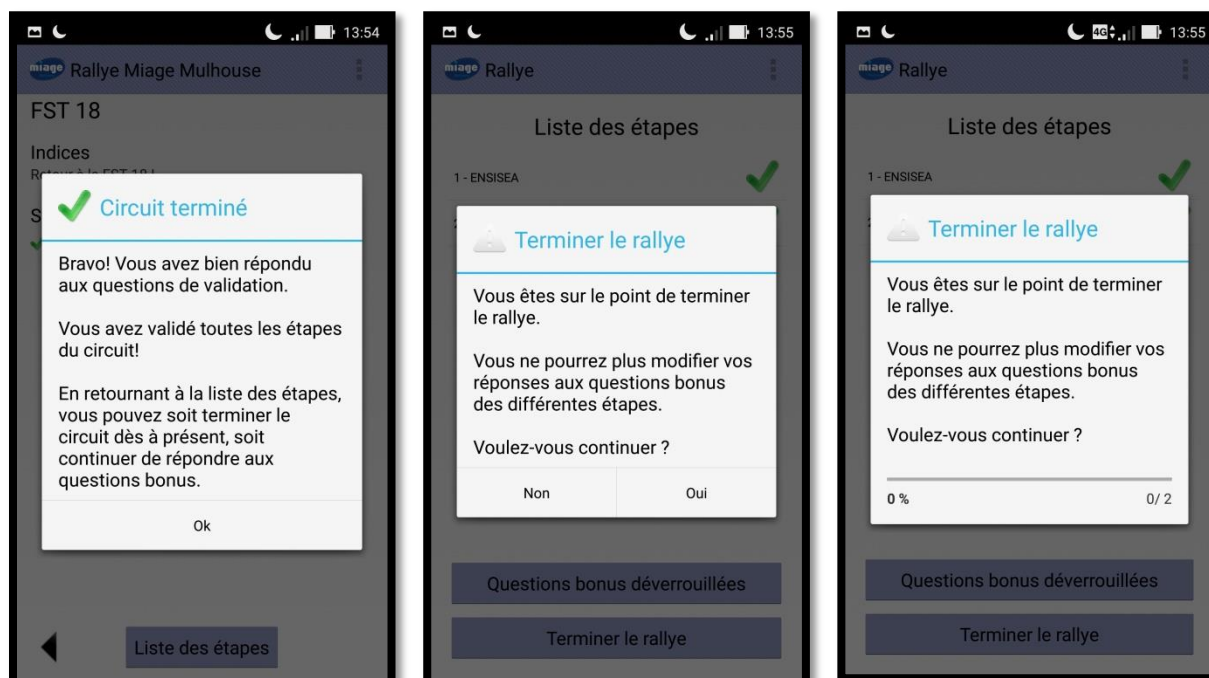 13:54
miage Rallye Miage Mulhouse
FST 18
Indices
Retour à la FST 18 !
S
Circuit terminé
Bravo! Vous avez bien répondu
aux questions de validation.
Vous avez validé toutes les étapes
du circuit!
En retournant à la liste des étapes,
vous pouvez soit terminer le
circuit dès à présent, soit
continuer de répondre aux
questions bonus.
Ok
Liste des étapes
13:55
miage Rallye
Liste des étapes
1 - ENSISEA
Terminer le rallye
Vous êtes sur le point de terminer
le rallye.
Vous ne pourrez plus modifier vos
réponses aux questions bonus
des différentes étapes.
Voulez-vous continuer ?
Non Oui
Questions bonus déverrouillées
Terminer le rallye
4G 13:55
miage Rallye
Liste des étapes
1 - ENSISEA
Terminer le rallye
Vous êtes sur le point de terminer
le rallye.
Vous ne pourrez plus modifier vos
réponses aux questions bonus
des différentes étapes.
Voulez-vous continuer ?
0 % 0/ 2
Questions bonus déverrouillées
Terminer le rallye